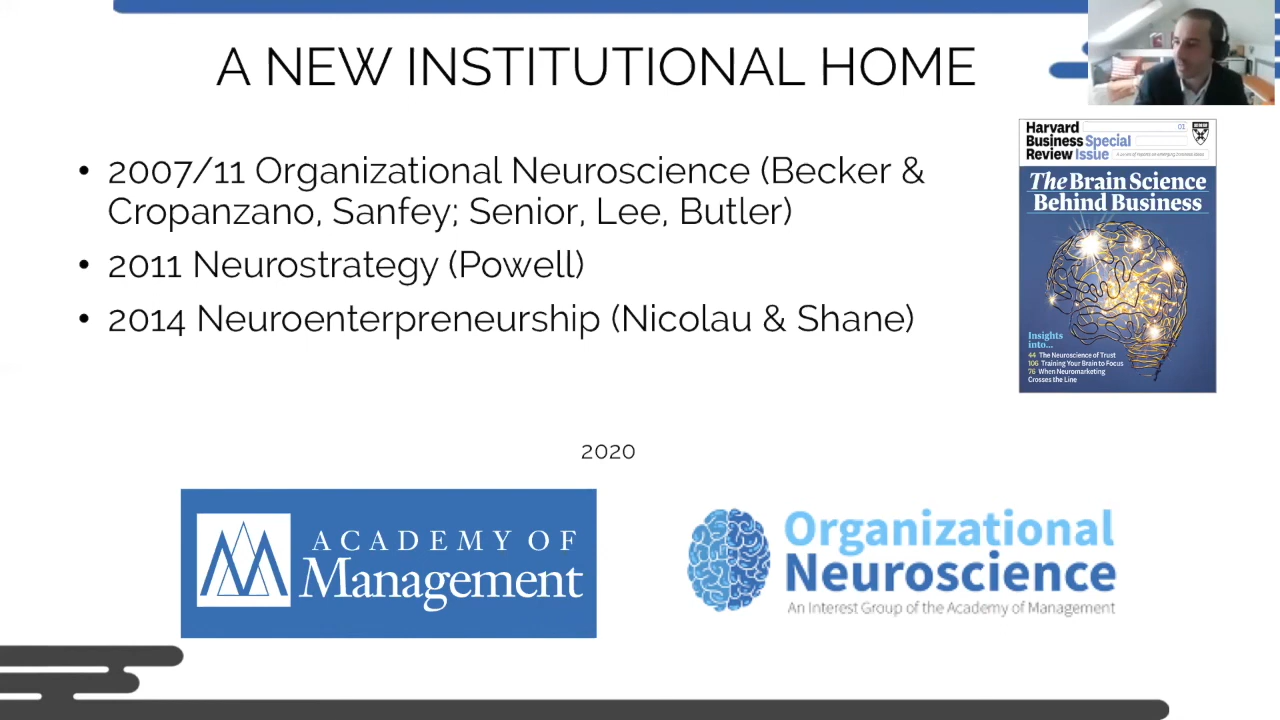 A NEW INSTITUTIONAL HOME
• 2007/11 Organizational Neuroscience (Becker &
Cropanzano, Sanfey; Senior, Lee, Butler)
• 2011 Neurostrategy (Powell)
• 2014 Neuroenterpreneurship (Nicolau & Shane)
Harvard
Business Special
Review Issue
01
The Brain Science
Behind Business
Insights
into...
44 The Neuroscience of Trust
106 Training Your Brain to Focus
76 When Neuromarketing
Crosses the Line
2020
ACADEMY OF
Management
Organizational
Neuroscience
An Interest Group of the Academy of Management